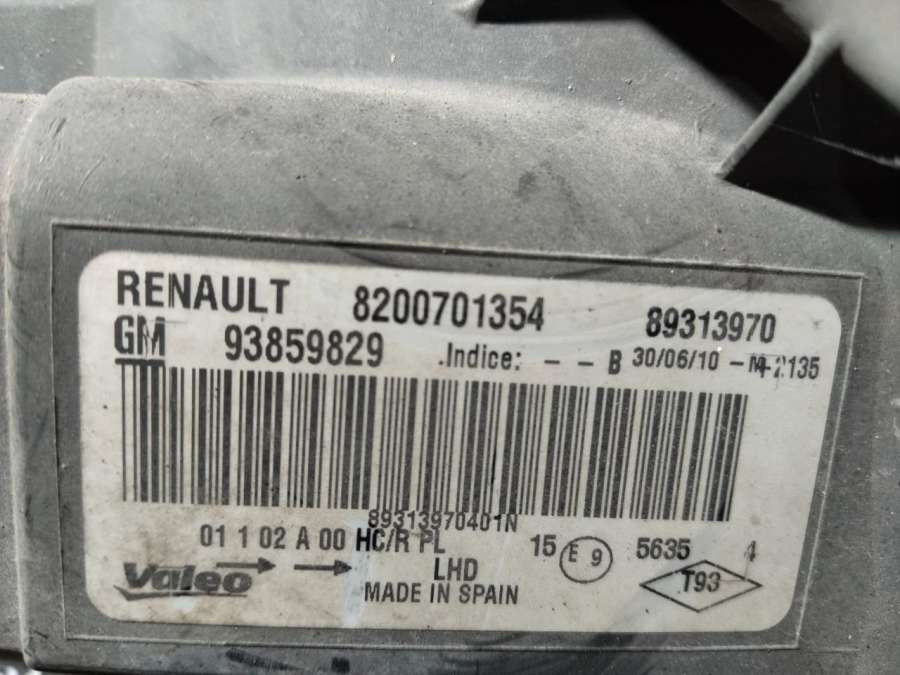 RENAULT 8200701354 89313970
GM 93859829 .Indice: - - B 30/06/10 - 2135
89313970401N
01 1 02 A 00 HC/R PL 15 E 9 5635 4
Valeo LHD T93
MADE IN SPAIN